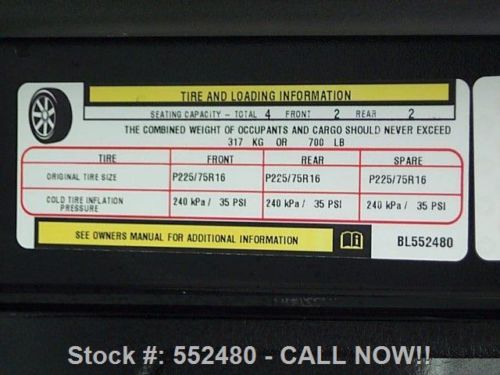 TIRE AND LOADING INFORMATION
SEATING CAPACITY - TOTAL 4 FRONT 2 REAR 2
THE COMBINED WEIGHT OF OCCUPANTS AND CARGO SHOULD NEVER EXCEED
317 KG OR 700 LB
TIRE FRONT REAR SPARE
ORIGINAL TIRE SIZE P225/75R16 P225/75R16 P225/75R16
COLD TIRE INFLATION PRESSURE 240 kPa / 35 PSI 240 kPa / 35 PSI 240 kPa / 35 PSI
SEE OWNERS MANUAL FOR ADDITIONAL INFORMATION BL552480
Stock #: 552480 - CALL NOW!!